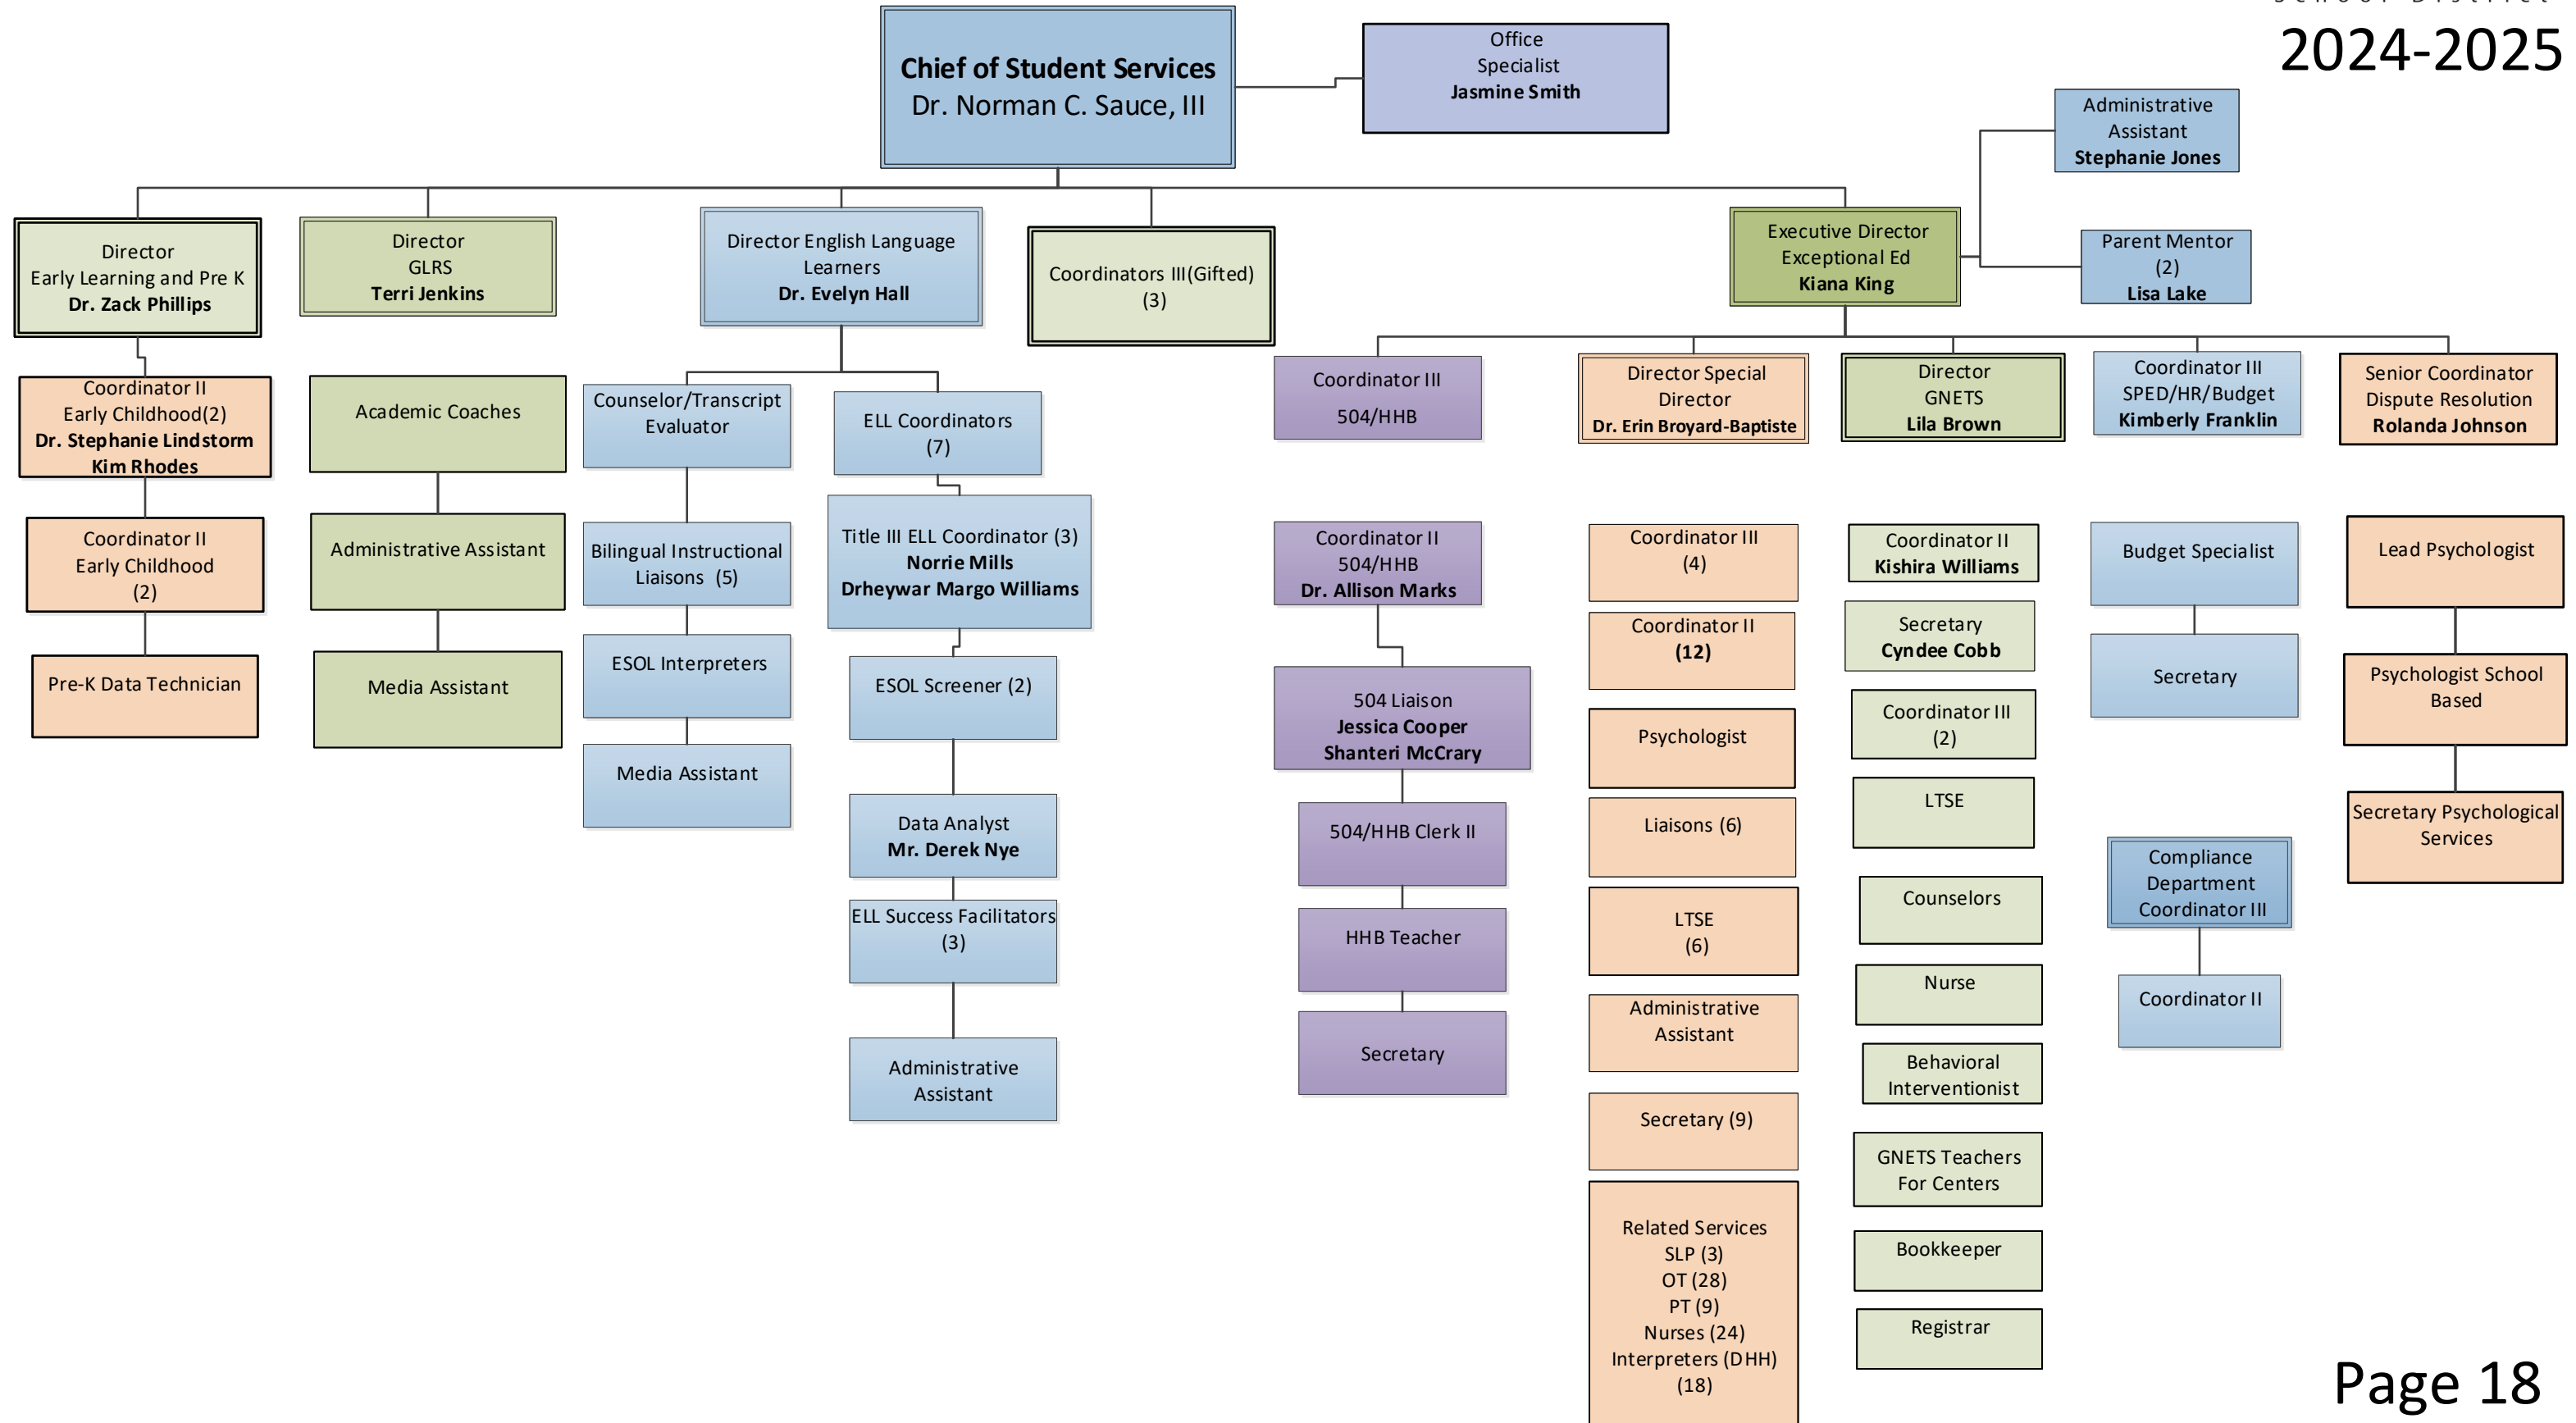 School District
2024-2025
Chief of Student Services
Dr. Norman C. Sauce, III
Office
Specialist
Jasmine Smith
Administrative
Assistant
Stephanie Jones
Parent Mentor
(2)
Lisa Lake
Director
Early Learning and Pre K
Dr. Zack Phillips
Director
GLRS
Terri Jenkins
Director English Language
Learners
Dr. Evelyn Hall
Coordinators III(Gifted)
(3)
Executive Director
Exceptional Ed
Kiana King
Coordinator II
Early Childhood(2)
Dr. Stephanie Lindstorm
Kim Rhodes
Coordinator II
Early Childhood
(2)
Pre-K Data Technician
Academic Coaches
Administrative Assistant
Media Assistant
Counselor/Transcript
Evaluator
Bilingual Instructional
Liaisons (5)
ESOL Interpreters
Media Assistant
ELL Coordinators
(7)
Title III ELL Coordinator (3)
Norrie Mills
Drheywar Margo Williams
ESOL Screener (2)
Data Analyst
Mr. Derek Nye
ELL Success Facilitators
(3)
Administrative
Assistant
Coordinator III
504/HHB
Coordinator II
504/HHB
Dr. Allison Marks
504 Liaison
Jessica Cooper
Shanteri McCrary
504/HHB Clerk II
HHB Teacher
Secretary
Director Special
Director
Dr. Erin Broyard-Baptiste
Coordinator III
(4)
Coordinator II
(12)
Psychologist
Liaisons (6)
LTSE
(6)
Administrative
Assistant
Secretary (9)
Related Services
SLP (3)
OT (28)
PT (9)
Nurses (24)
Interpreters (DHH)
(18)
Director
GNETS
Lila Brown
Coordinator II
Kishira Williams
Secretary
Cyndee Cobb
Coordinator III
(2)
LTSE
Counselors
Nurse
Behavioral
Interventionist
GNETS Teachers
For Centers
Bookkeeper
Registrar
Coordinator III
SPED/HR/Budget
Kimberly Franklin
Budget Specialist
Secretary
Compliance
Department
Coordinator III
Coordinator II
Senior Coordinator
Dispute Resolution
Rolanda Johnson
Lead Psychologist
Psychologist School
Based
Secretary Psychological
Services
Page 18